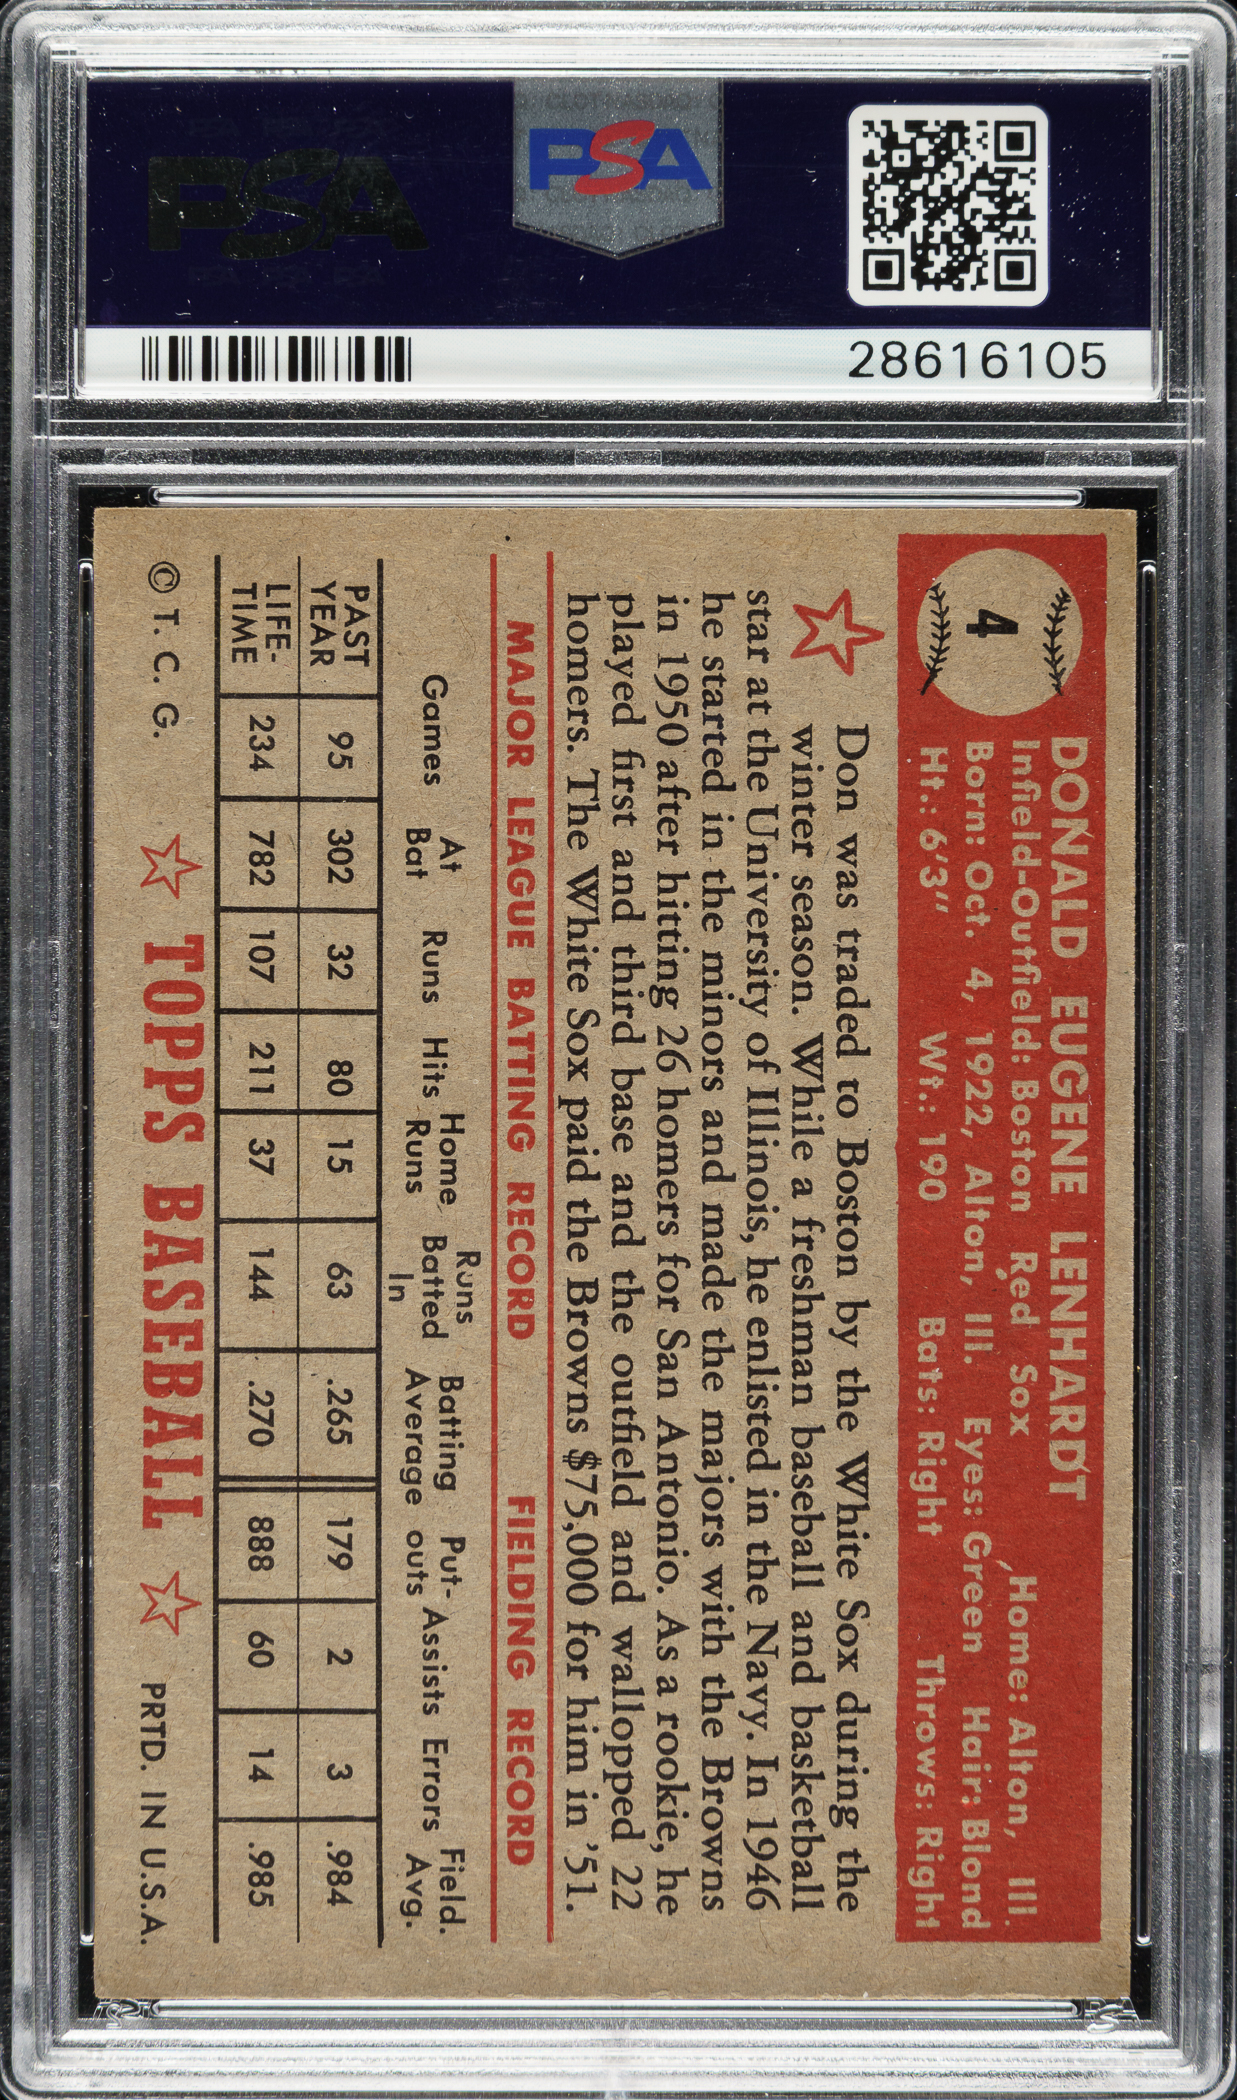 PSA
PSA
28616105
4
DONALD EUGENE LENHARDT
Infield-Outfield: Boston Red Sox Home: Alton, Ill.
Born: Oct. 4, 1922, Alton, Ill. Eyes: Green Hair: Blond
Ht.: 6'3" Wt.: 190 Bats: Right Throws: Right
Don was traded to Boston by the White Sox during the
winter season. While a freshman baseball and basketball
star at the University of Illinois, he enlisted in the Navy. In 1946
he started in the minors and made the majors with the Browns
in 1950 after hitting 26 homers for San Antonio. As a rookie, he
played first and third base and the outfield and walloped 22
homers. The White Sox paid the Browns $75,000 for him in '51.
MAJOR LEAGUE BATTING RECORD FIELDING RECORD
Games At Bat Runs Hits Home Runs Runs Batted In Batting Average Put-outs Assists Errors Field. Avg.
PAST YEAR 95 302 32 80 15 63 .265 179 2 3 .984
LIFE-TIME 234 782 107 211 37 144 .270 888 60 14 .985
© T. C. G. TOPPS BASEBALL PRTD. IN U.S.A.